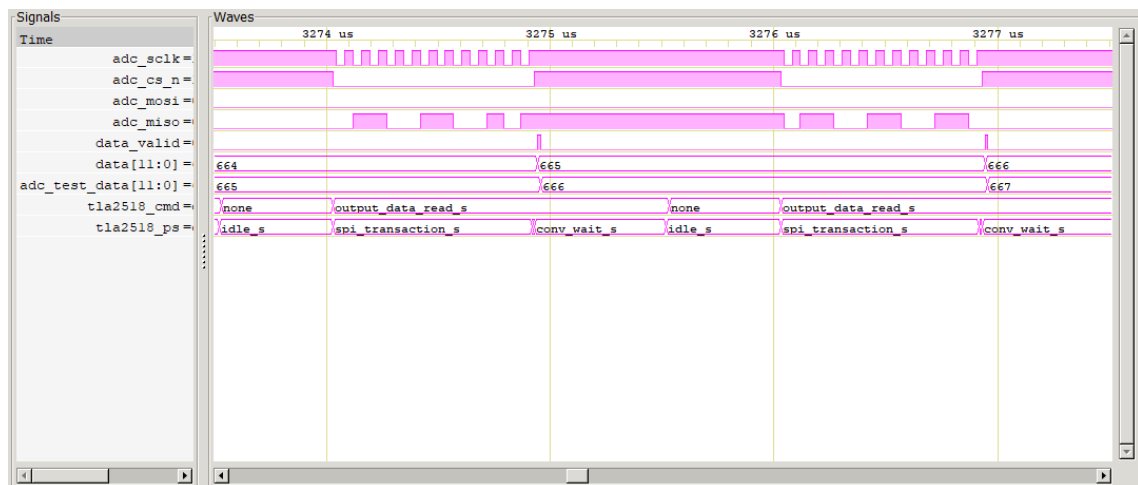 Signals
Waves
Time
3274 us 3275 us 3276 us 3277 us
adc_sclk=
adc_cs_n=
adc_mosi=
adc_miso=
data_valid=
data[11:0]= 664 665 666
adc_test_data[11:0]= 665 666 667
tla2518_cmd= none output_data_read_s none output_data_read_s
tla2518_ps= idle_s spi_transaction_s conv_wait_s idle_s spi_transaction_s conv_wait_s